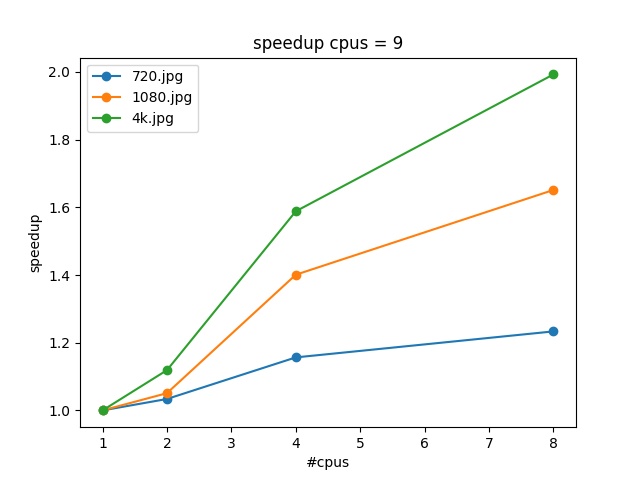 speedup cpus = 9
720.jpg
1080.jpg
4k.jpg
speedup
2.0
1.8
1.6
1.4
1.2
1.0
1 2 3 4 5 6 7 8
#cpus